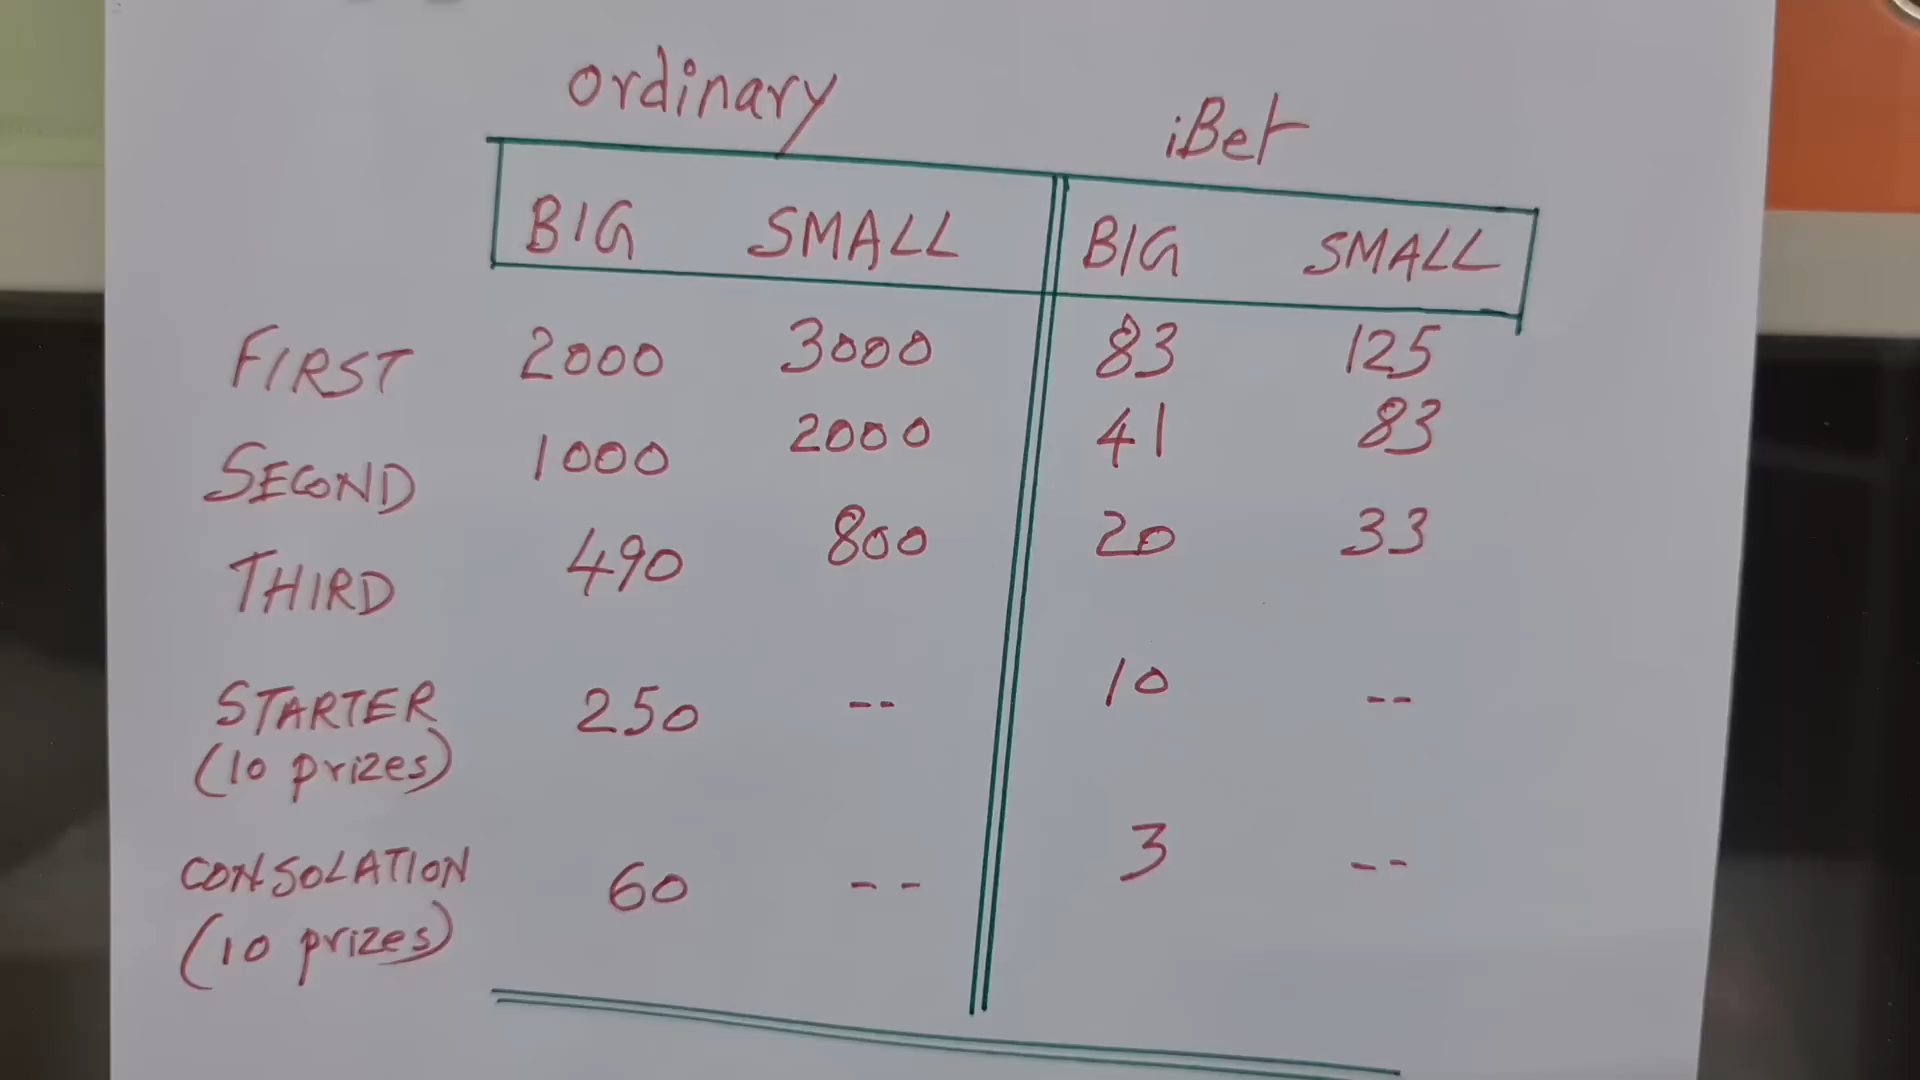 ordinary iBet
BIG SMALL BIG SMALL
FIRST 2000 3000 83 125
SECOND 1000 2000 41 83
THIRD 490 800 20 33
STARTER 250 -- 10 --
(10 prizes)
CONSOLATION 60 -- 3 --
(10 prizes)